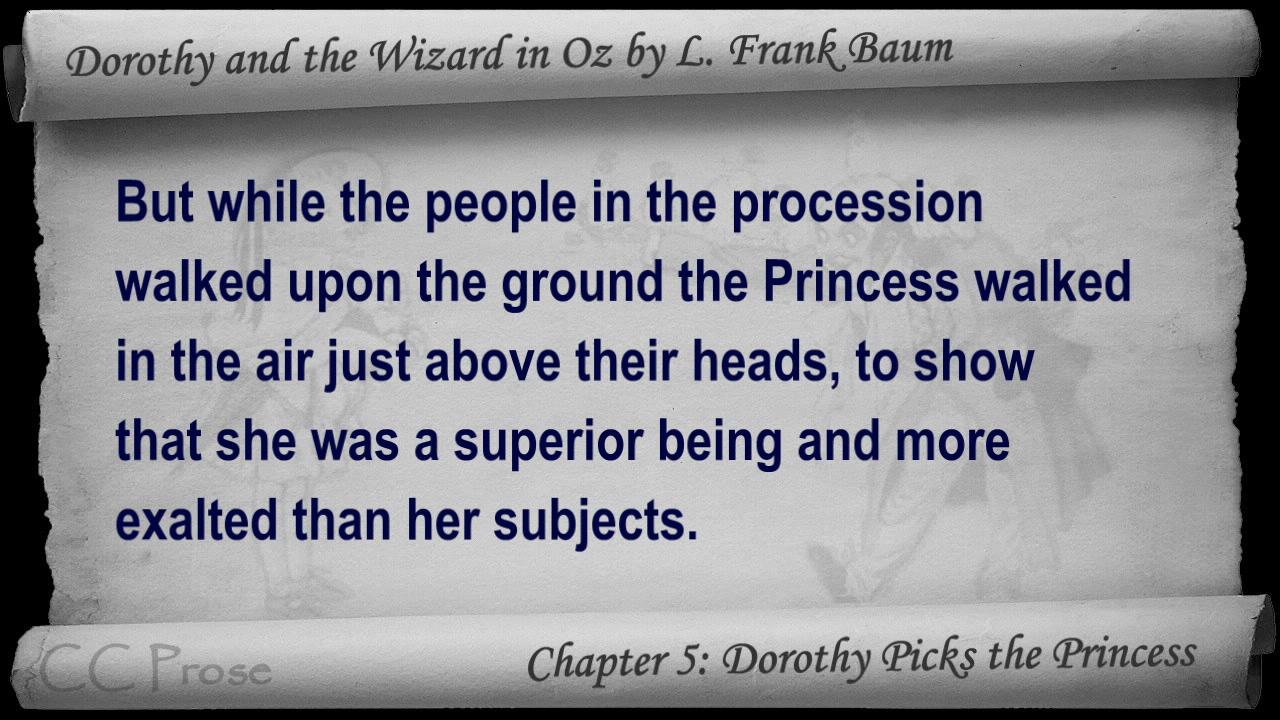 Dorothy and the Wizard in Oz by L. Frank Baum
But while the people in the procession
walked upon the ground the Princess walked
in the air just above their heads, to show
that she was a superior being and more
exalted than her subjects.
CC Prose
Chapter 5: Dorothy Picks the Princess